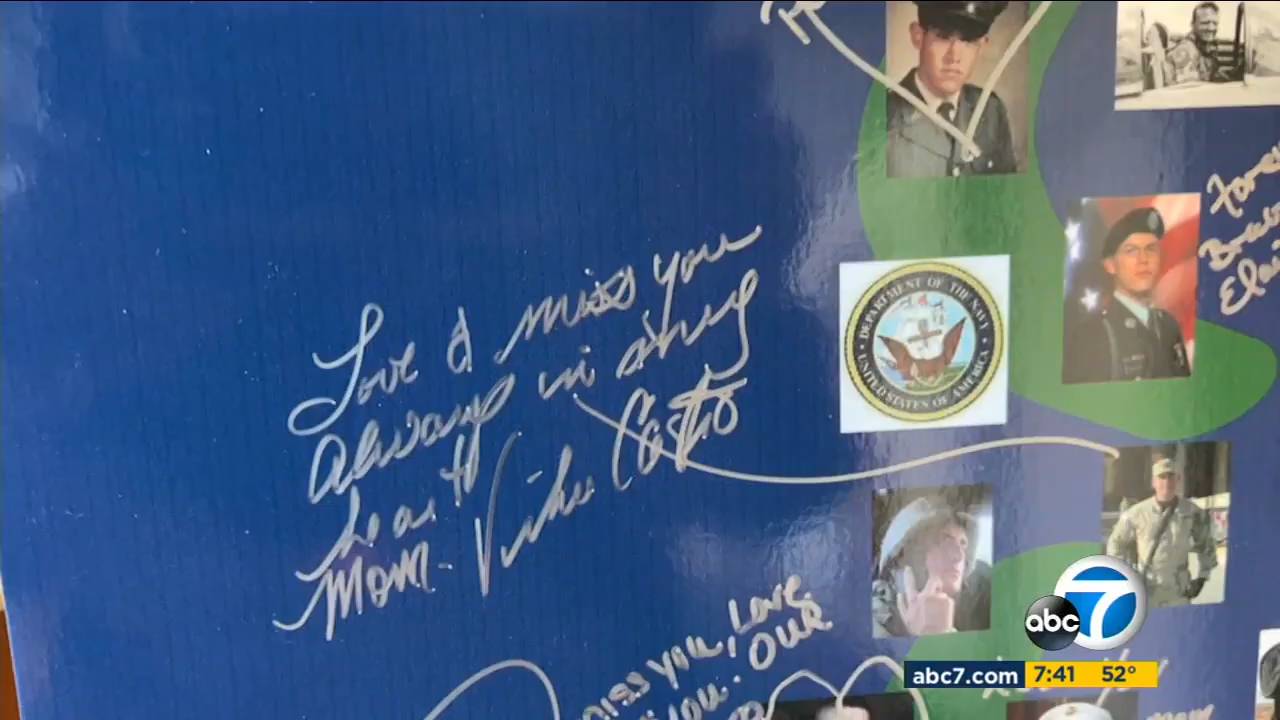 Love & miss you
Always in my
heart
Mom - Vikie Castro
DEPARTMENT OF THE NAVY
UNITED STATES OF AMERICA
miss you, Love
you. Our
abc 7
abc7.com 7:41 52°